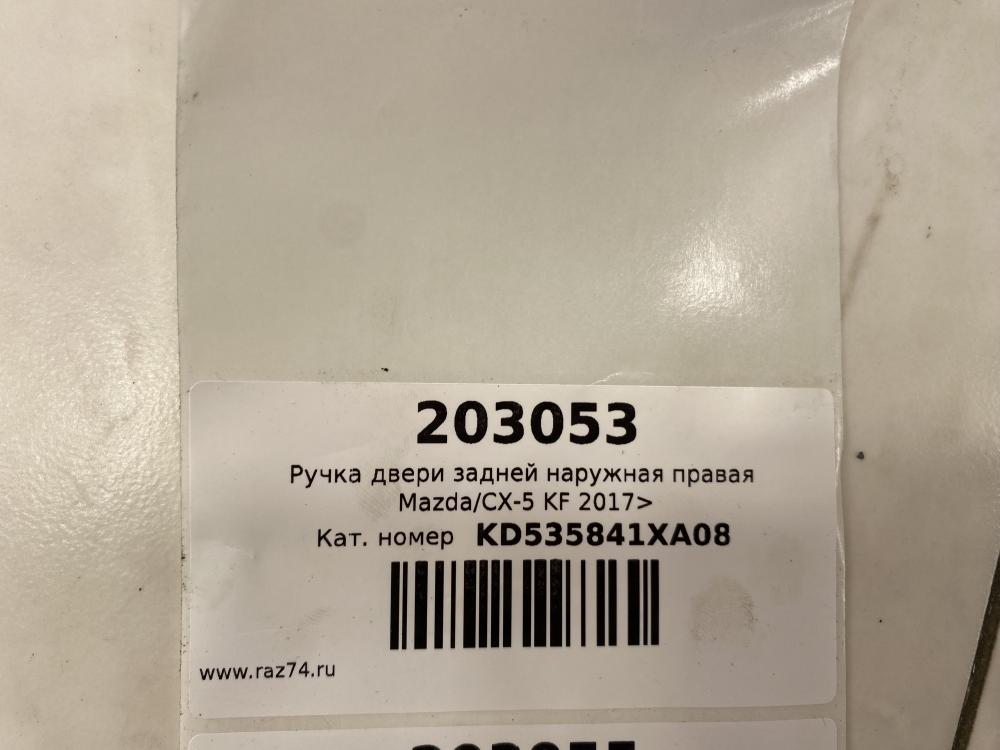 203053
Ручка двери задней наружная правая
Mazda/CX-5 KF 2017>
Кат. номер KD535841XA08
www.raz74.ru